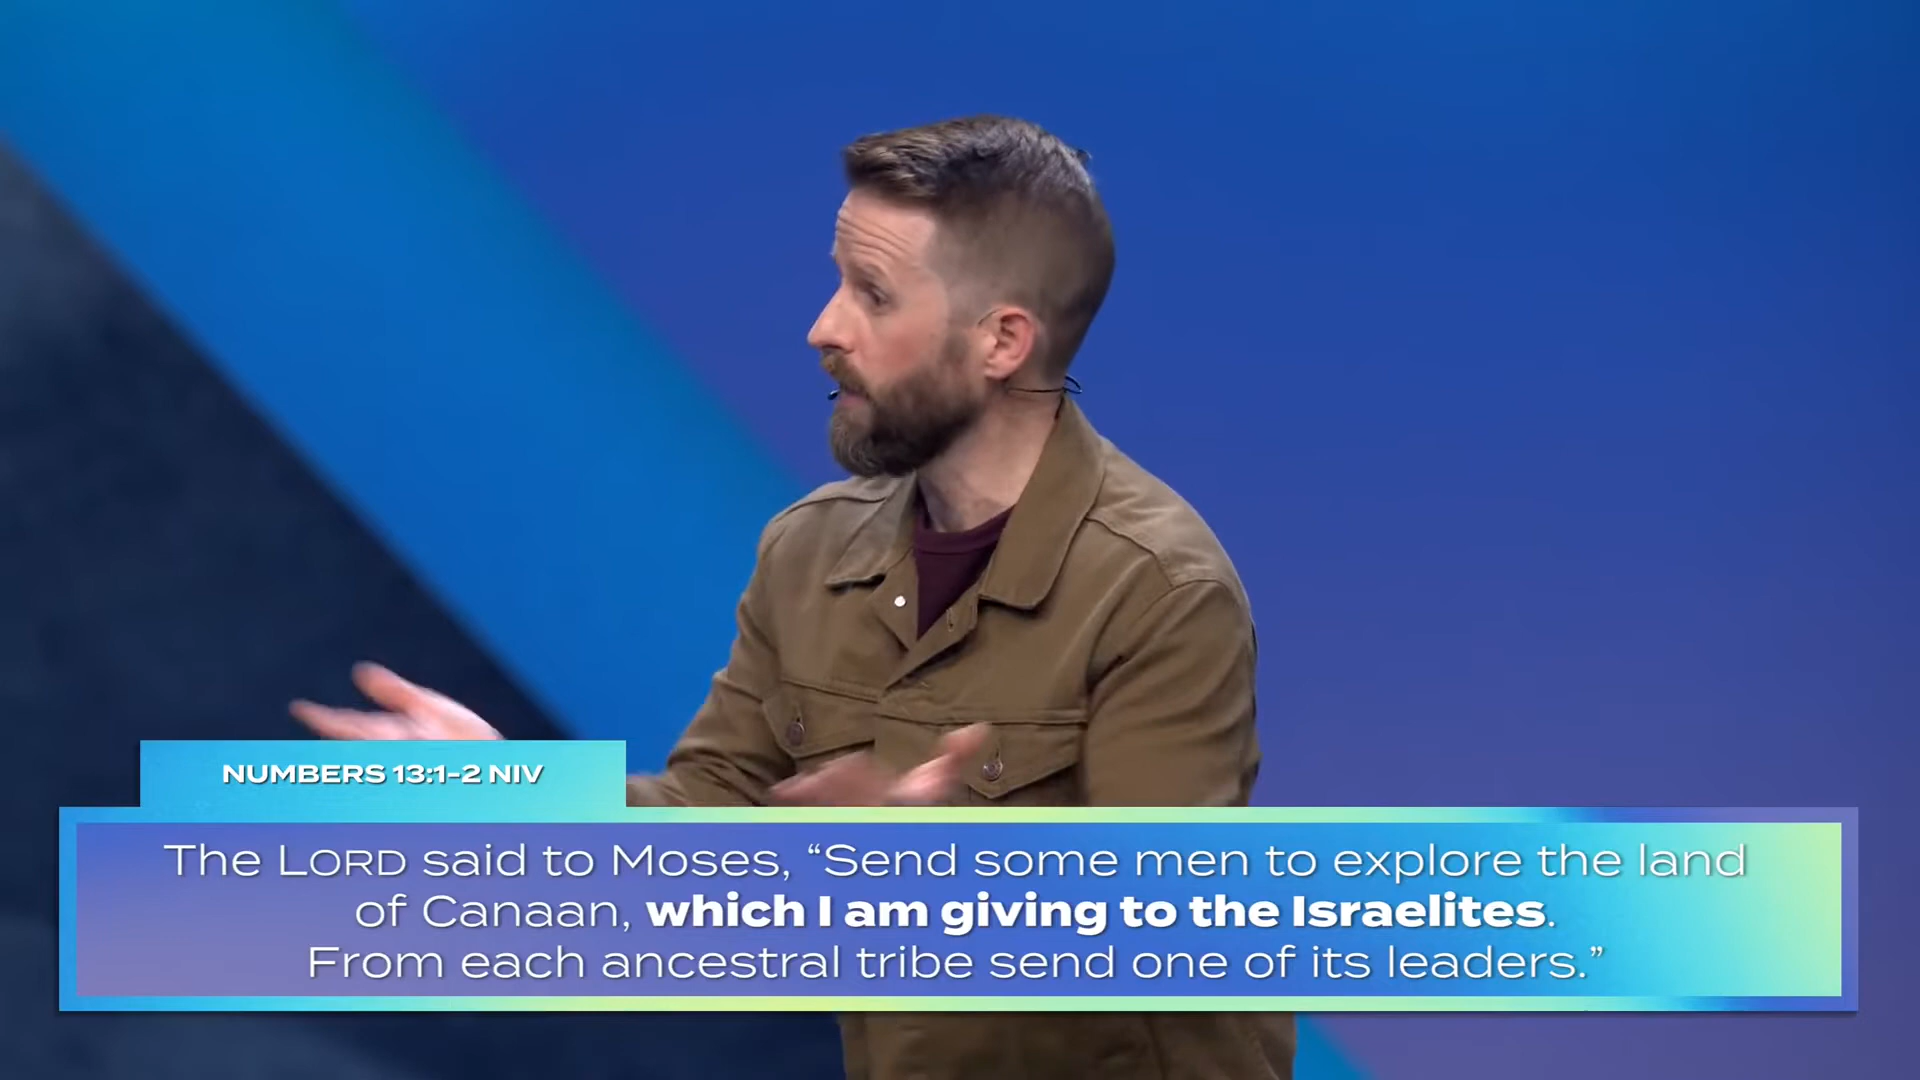 NUMBERS 13:1-2 NIV
The LORD said to Moses, “Send some men to explore the land
of Canaan, which I am giving to the Israelites.
From each ancestral tribe send one of its leaders.”